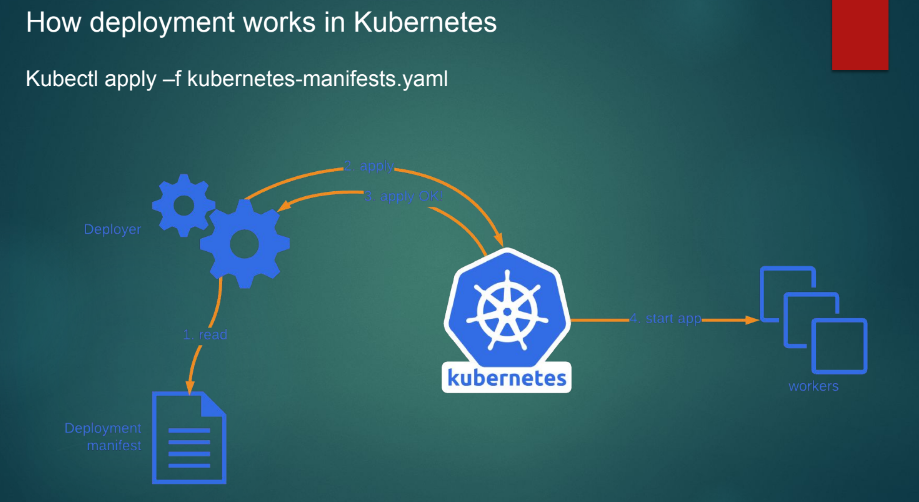 How deployment works in Kubernetes
Kubectl apply –f kubernetes-manifests.yaml
2. apply
3. apply OK
Deployer
1. read
4. start app
kubernetes
workers
Deployment
manifest